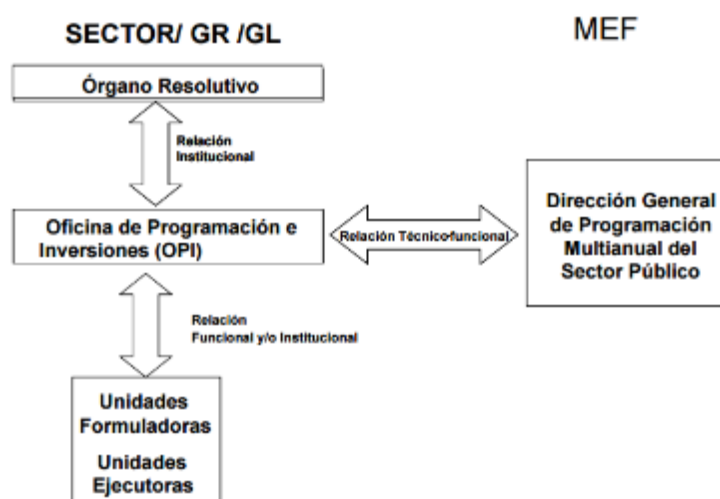 SECTOR/ GR /GL
MEF
Órgano Resolutivo
Relación
Institucional
Oficina de Programación e
Inversiones (OPI)
Relación Técnico-funcional
Dirección General
de Programación
Multianual del
Sector Público
Relación
Funcional y/o Institucional
Unidades
Formuladoras
Unidades
Ejecutoras